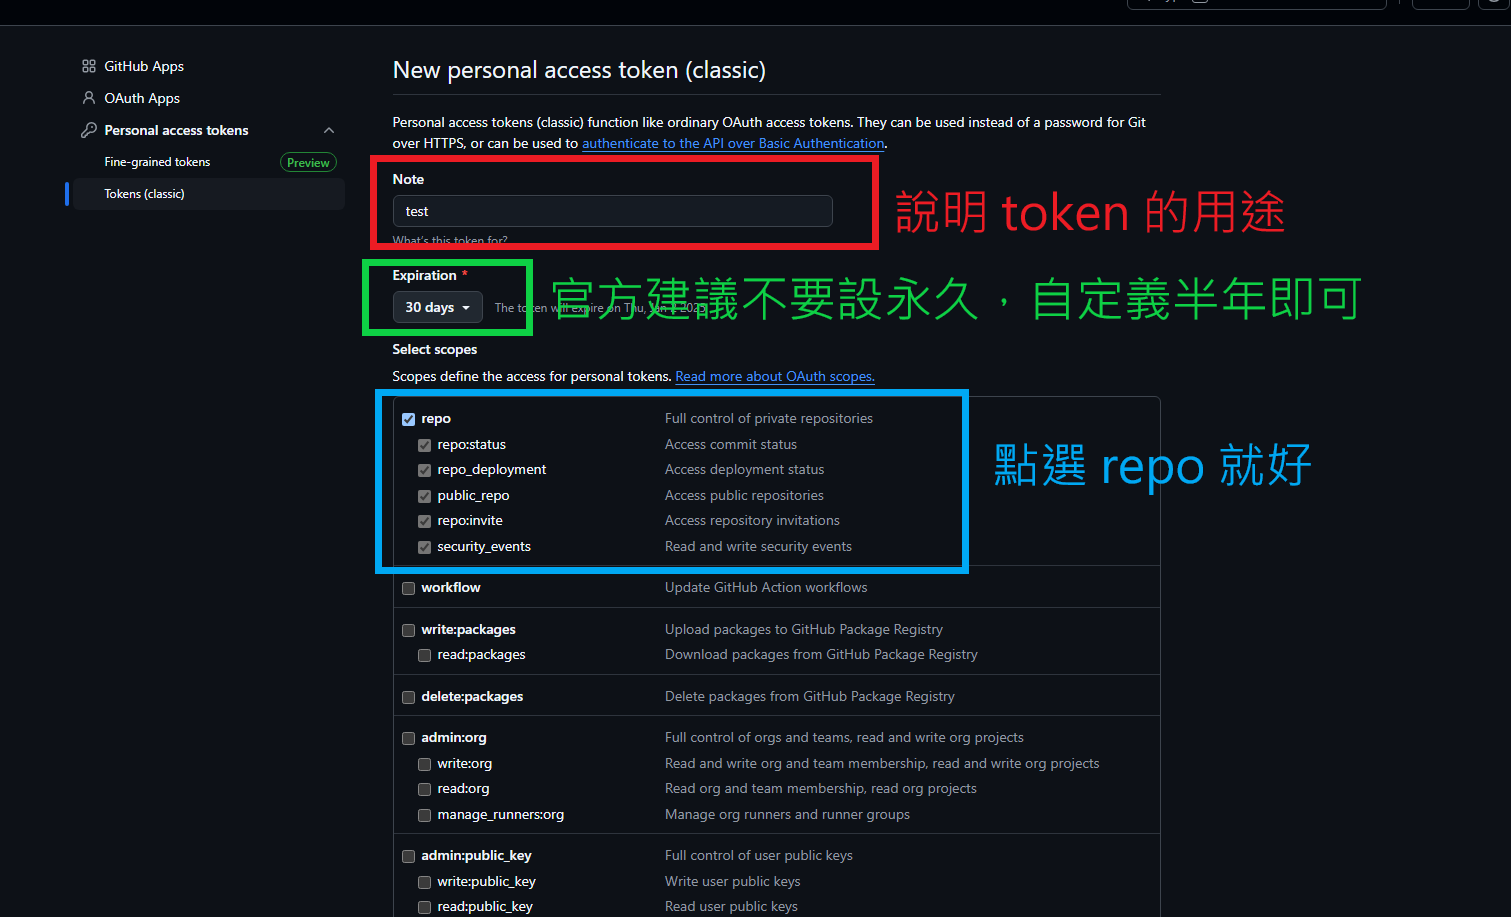 GitHub Apps
OAuth Apps
Personal access tokens
Fine-grained tokens Preview
Tokens (classic)
New personal access token (classic)
Personal access tokens (classic) function like ordinary OAuth access tokens. They can be used instead of a password for Git
over HTTPS, or can be used to authenticate to the API over Basic Authentication.
Note
test
說明 token 的用途
What's this token for?
Expiration *
30 days
The token will expire on Thu, Jan 2025
官方建議不要設永久，自定義半年即可
Select scopes
Scopes define the access for personal tokens. Read more about OAuth scopes.
repo Full control of private repositories
repo:status Access commit status
點選 repo 就好
repo_deployment Access deployment status
public_repo Access public repositories
repo:invite Access repository invitations
security_events Read and write security events
workflow Update GitHub Action workflows
write:packages Upload packages to GitHub Package Registry
read:packages Download packages from GitHub Package Registry
delete:packages Delete packages from GitHub Package Registry
admin:org Full control of orgs and teams, read and write org projects
write:org Read and write org and team membership, read and write org projects
read:org Read org and team membership, read org projects
manage_runners:org Manage org runners and runner groups
admin:public_key Full control of user public keys
write:public_key Write user public keys
read:public_key Read user public keys